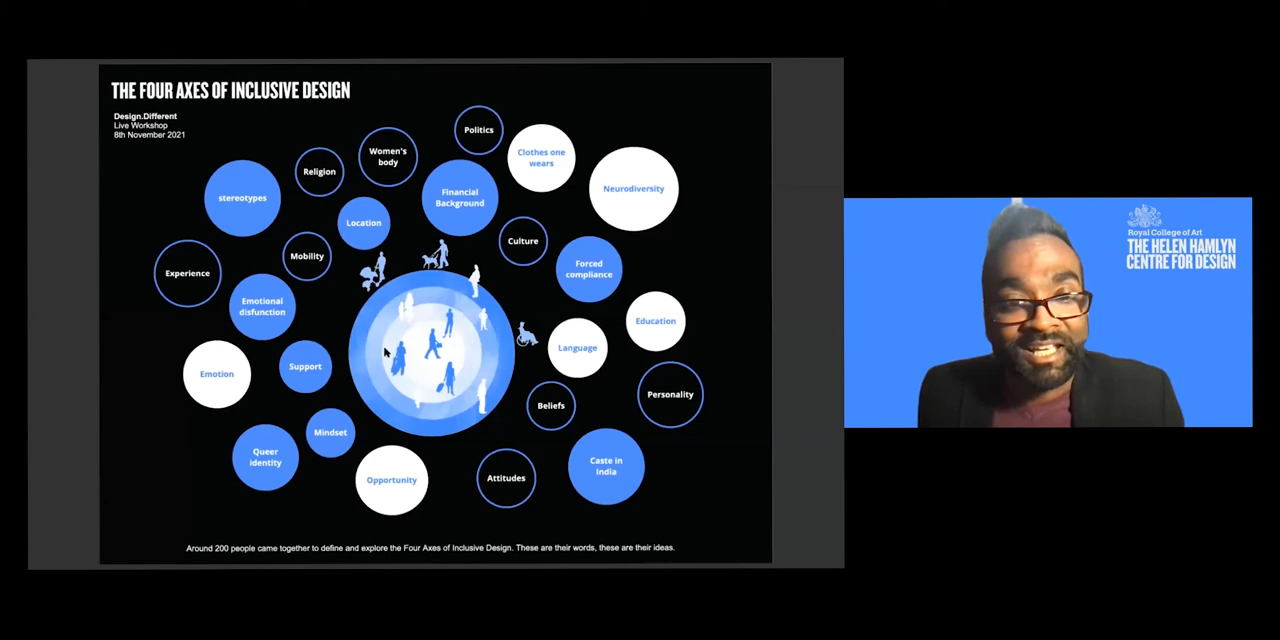 THE FOUR AXES OF INCLUSIVE DESIGN
Design.Different
Live Workshop
8th November 2021
Politics
Women's
body
Clothes one
wears
Religion
Neurodiversity
stereotypes
Financial
Background
Location
Culture
Mobility
Forced
compliance
Experience
Emotional
disfunction
Education
Language
Support
Emotion
Personality
Beliefs
Mindset
Queer
identity
Caste in
India
Opportunity
Attitudes
Around 200 people came together to define and explore the Four Axes of Inclusive Design. These are their words, these are their ideas.
Royal College of Art
THE HELEN HAMLYN
CENTRE FOR DESIGN